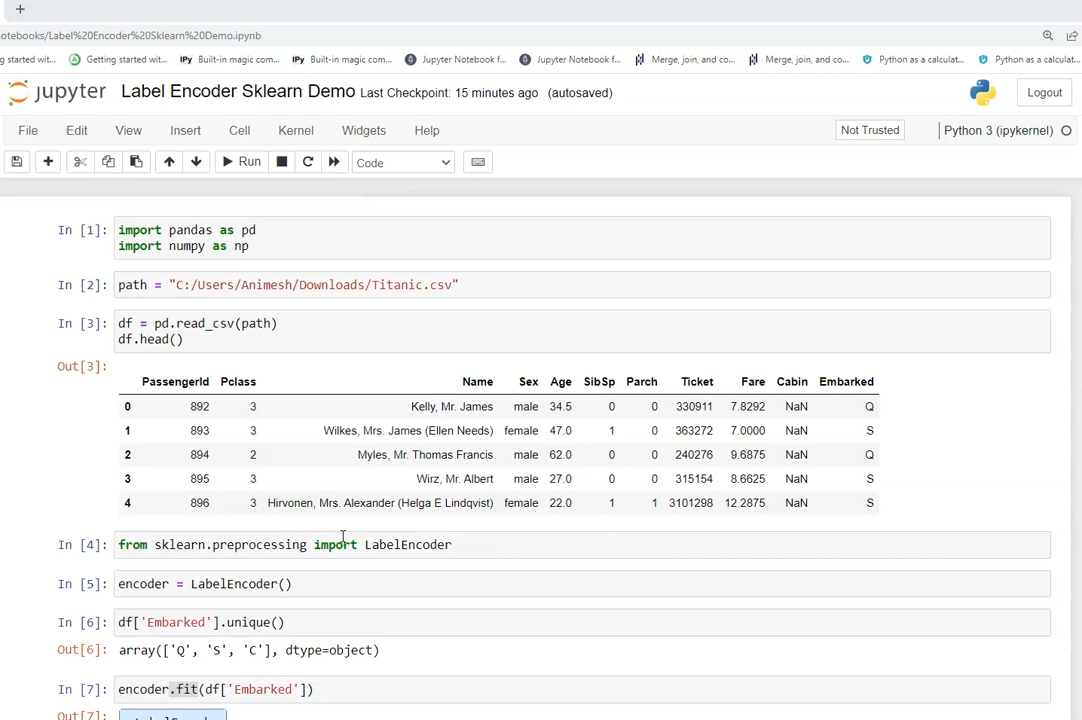 +
otebooks/Label%20Encoder%20Sklearn%20Demo.ipynb
g started wit... Getting started wit... IPy Built-in magic com... IPy Built-in magic com... Jupyter Notebook f... Jupyter Notebook f... Merge, join, and co... Merge, join, and co... Python as a calculat... Python as a calculat...
jupyter Label Encoder Sklearn Demo Last Checkpoint: 15 minutes ago (autosaved) Logout
File Edit View Insert Cell Kernel Widgets Help Not Trusted Python 3 (ipykernel)
Run Code
In [1]: import pandas as pd
import numpy as np
In [2]: path = "C:/Users/Animesh/Downloads/Titanic.csv"
In [3]: df = pd.read_csv(path)
df.head()
Out[3]:
PassengerId Pclass Name Sex Age SibSp Parch Ticket Fare Cabin Embarked
0 892 3 Kelly, Mr. James male 34.5 0 0 330911 7.8292 NaN Q
1 893 3 Wilkes, Mrs. James (Ellen Needs) female 47.0 1 0 363272 7.0000 NaN S
2 894 2 Myles, Mr. Thomas Francis male 62.0 0 0 240276 9.6875 NaN Q
3 895 3 Wirz, Mr. Albert male 27.0 0 0 315154 8.6625 NaN S
4 896 3 Hirvonen, Mrs. Alexander (Helga E Lindqvist) female 22.0 1 1 3101298 12.2875 NaN S
In [4]: from sklearn.preprocessing import LabelEncoder
In [5]: encoder = LabelEncoder()
In [6]: df['Embarked'].unique()
Out[6]: array(['Q', 'S', 'C'], dtype=object)
In [7]: encoder.fit(df['Embarked'])
Out[7]: